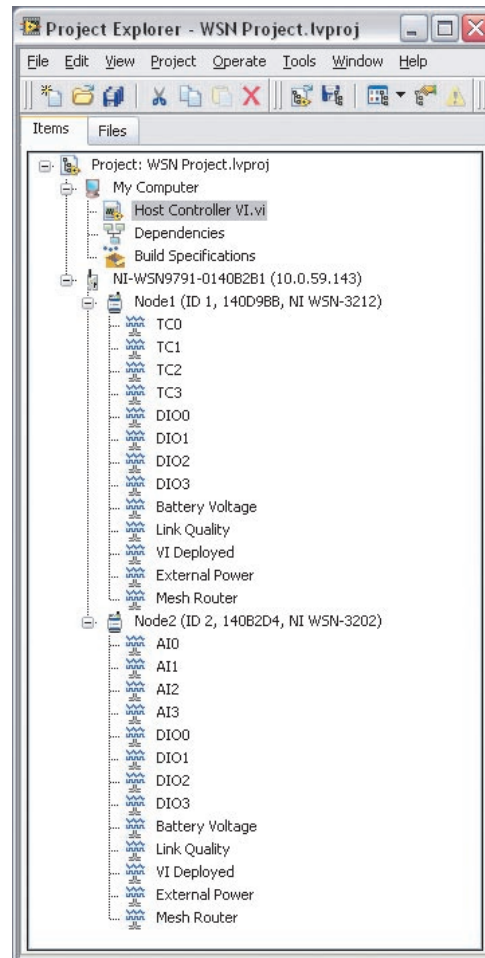 Project Explorer - WSN Project.lvproj
File Edit View Project Operate Tools Window Help
Items Files
Project: WSN Project.lvproj
My Computer
Host Controller VI.vi
Dependencies
Build Specifications
NI-WSN9791-0140B2B1 (10.0.59.143)
Node1 (ID 1, 140D9BB, NI WSN-3212)
TC0
TC1
TC2
TC3
DIO0
DIO1
DIO2
DIO3
Battery Voltage
Link Quality
VI Deployed
External Power
Mesh Router
Node2 (ID 2, 140B2D4, NI WSN-3202)
AI0
AI1
AI2
AI3
DIO0
DIO1
DIO2
DIO3
Battery Voltage
Link Quality
VI Deployed
External Power
Mesh Router